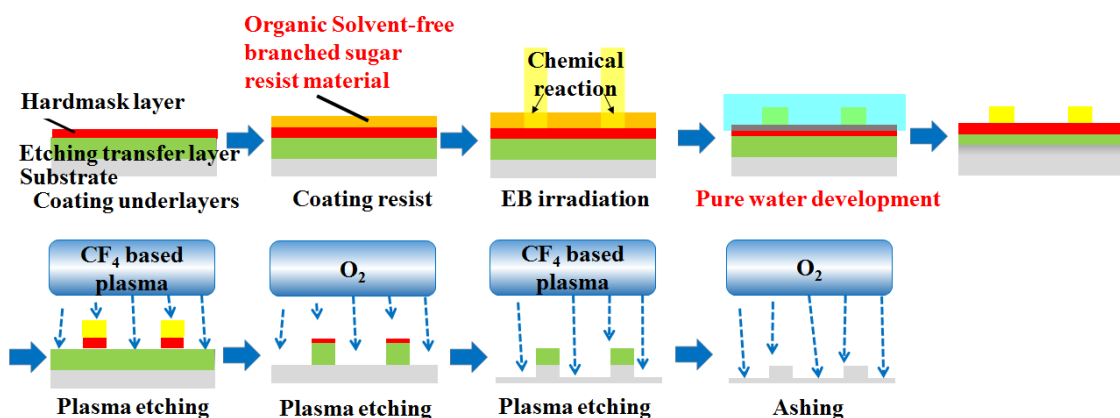 Organic Solvent-free
branched sugar
resist material
Chemical
reaction
Hardmask layer
Etching transfer layer
Substrate
Coating underlayers
Coating resist
EB irradiation
Pure water development
CF₄ based
plasma
O₂
CF₄ based
plasma
O₂
Plasma etching
Plasma etching
Plasma etching
Ashing